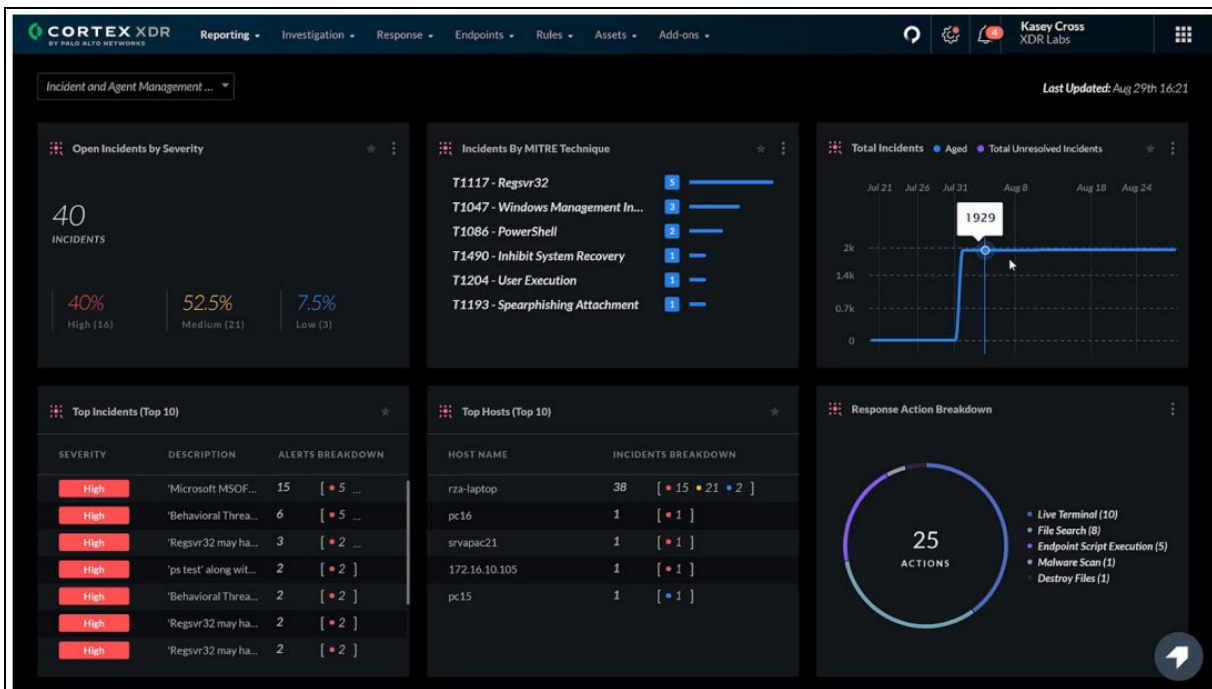 CORTEX XDR
BY PALO ALTO NETWORKS
Reporting
Investigation
Response
Endpoints
Rules
Assets
Add-ons
4
Kasey Cross
XDR Labs
Incident and Agent Management ...
Last Updated: Aug 29th 16:21
Open Incidents by Severity
40
INCIDENTS
40% 52.5% 7.5%
High (16) Medium (21) Low (3)
Incidents By MITRE Technique
T1117 - Regsvr32 5
T1047 - Windows Management In... 3
T1086 - PowerShell 2
T1490 - Inhibit System Recovery 1
T1204 - User Execution 1
T1193 - Spearphishing Attachment 1
Total Incidents Aged Total Unresolved Incidents
Jul 21 Jul 26 Jul 31 Aug 8 Aug 18 Aug 24
1929
2k
1.4k
0.7k
0
Top Incidents (Top 10)
SEVERITY DESCRIPTION ALERTS BREAKDOWN
High 'Microsoft MSOF... 15 [ • 5 ...
High 'Behavioral Threa... 6 [ • 5 ...
High 'Regsvr32 may ha... 3 [ • 2 ...
High 'ps test' along wit... 2 [ • 2 ]
High 'Behavioral Threa... 2 [ • 2 ]
High 'Regsvr32 may ha... 2 [ • 2 ]
High 'Regsvr32 may ha... 2 [ • 2 ]
Top Hosts (Top 10)
HOST NAME INCIDENTS BREAKDOWN
rza-laptop 38 [ • 15 • 21 • 2 ]
pc16 1 [ • 1 ]
srvapac21 1 [ • 1 ]
172.16.10.105 1 [ • 1 ]
pc15 1 [ • 1 ]
Response Action Breakdown
25
ACTIONS
Live Terminal (10)
File Search (8)
Endpoint Script Execution (5)
Malware Scan (1)
Destroy Files (1)